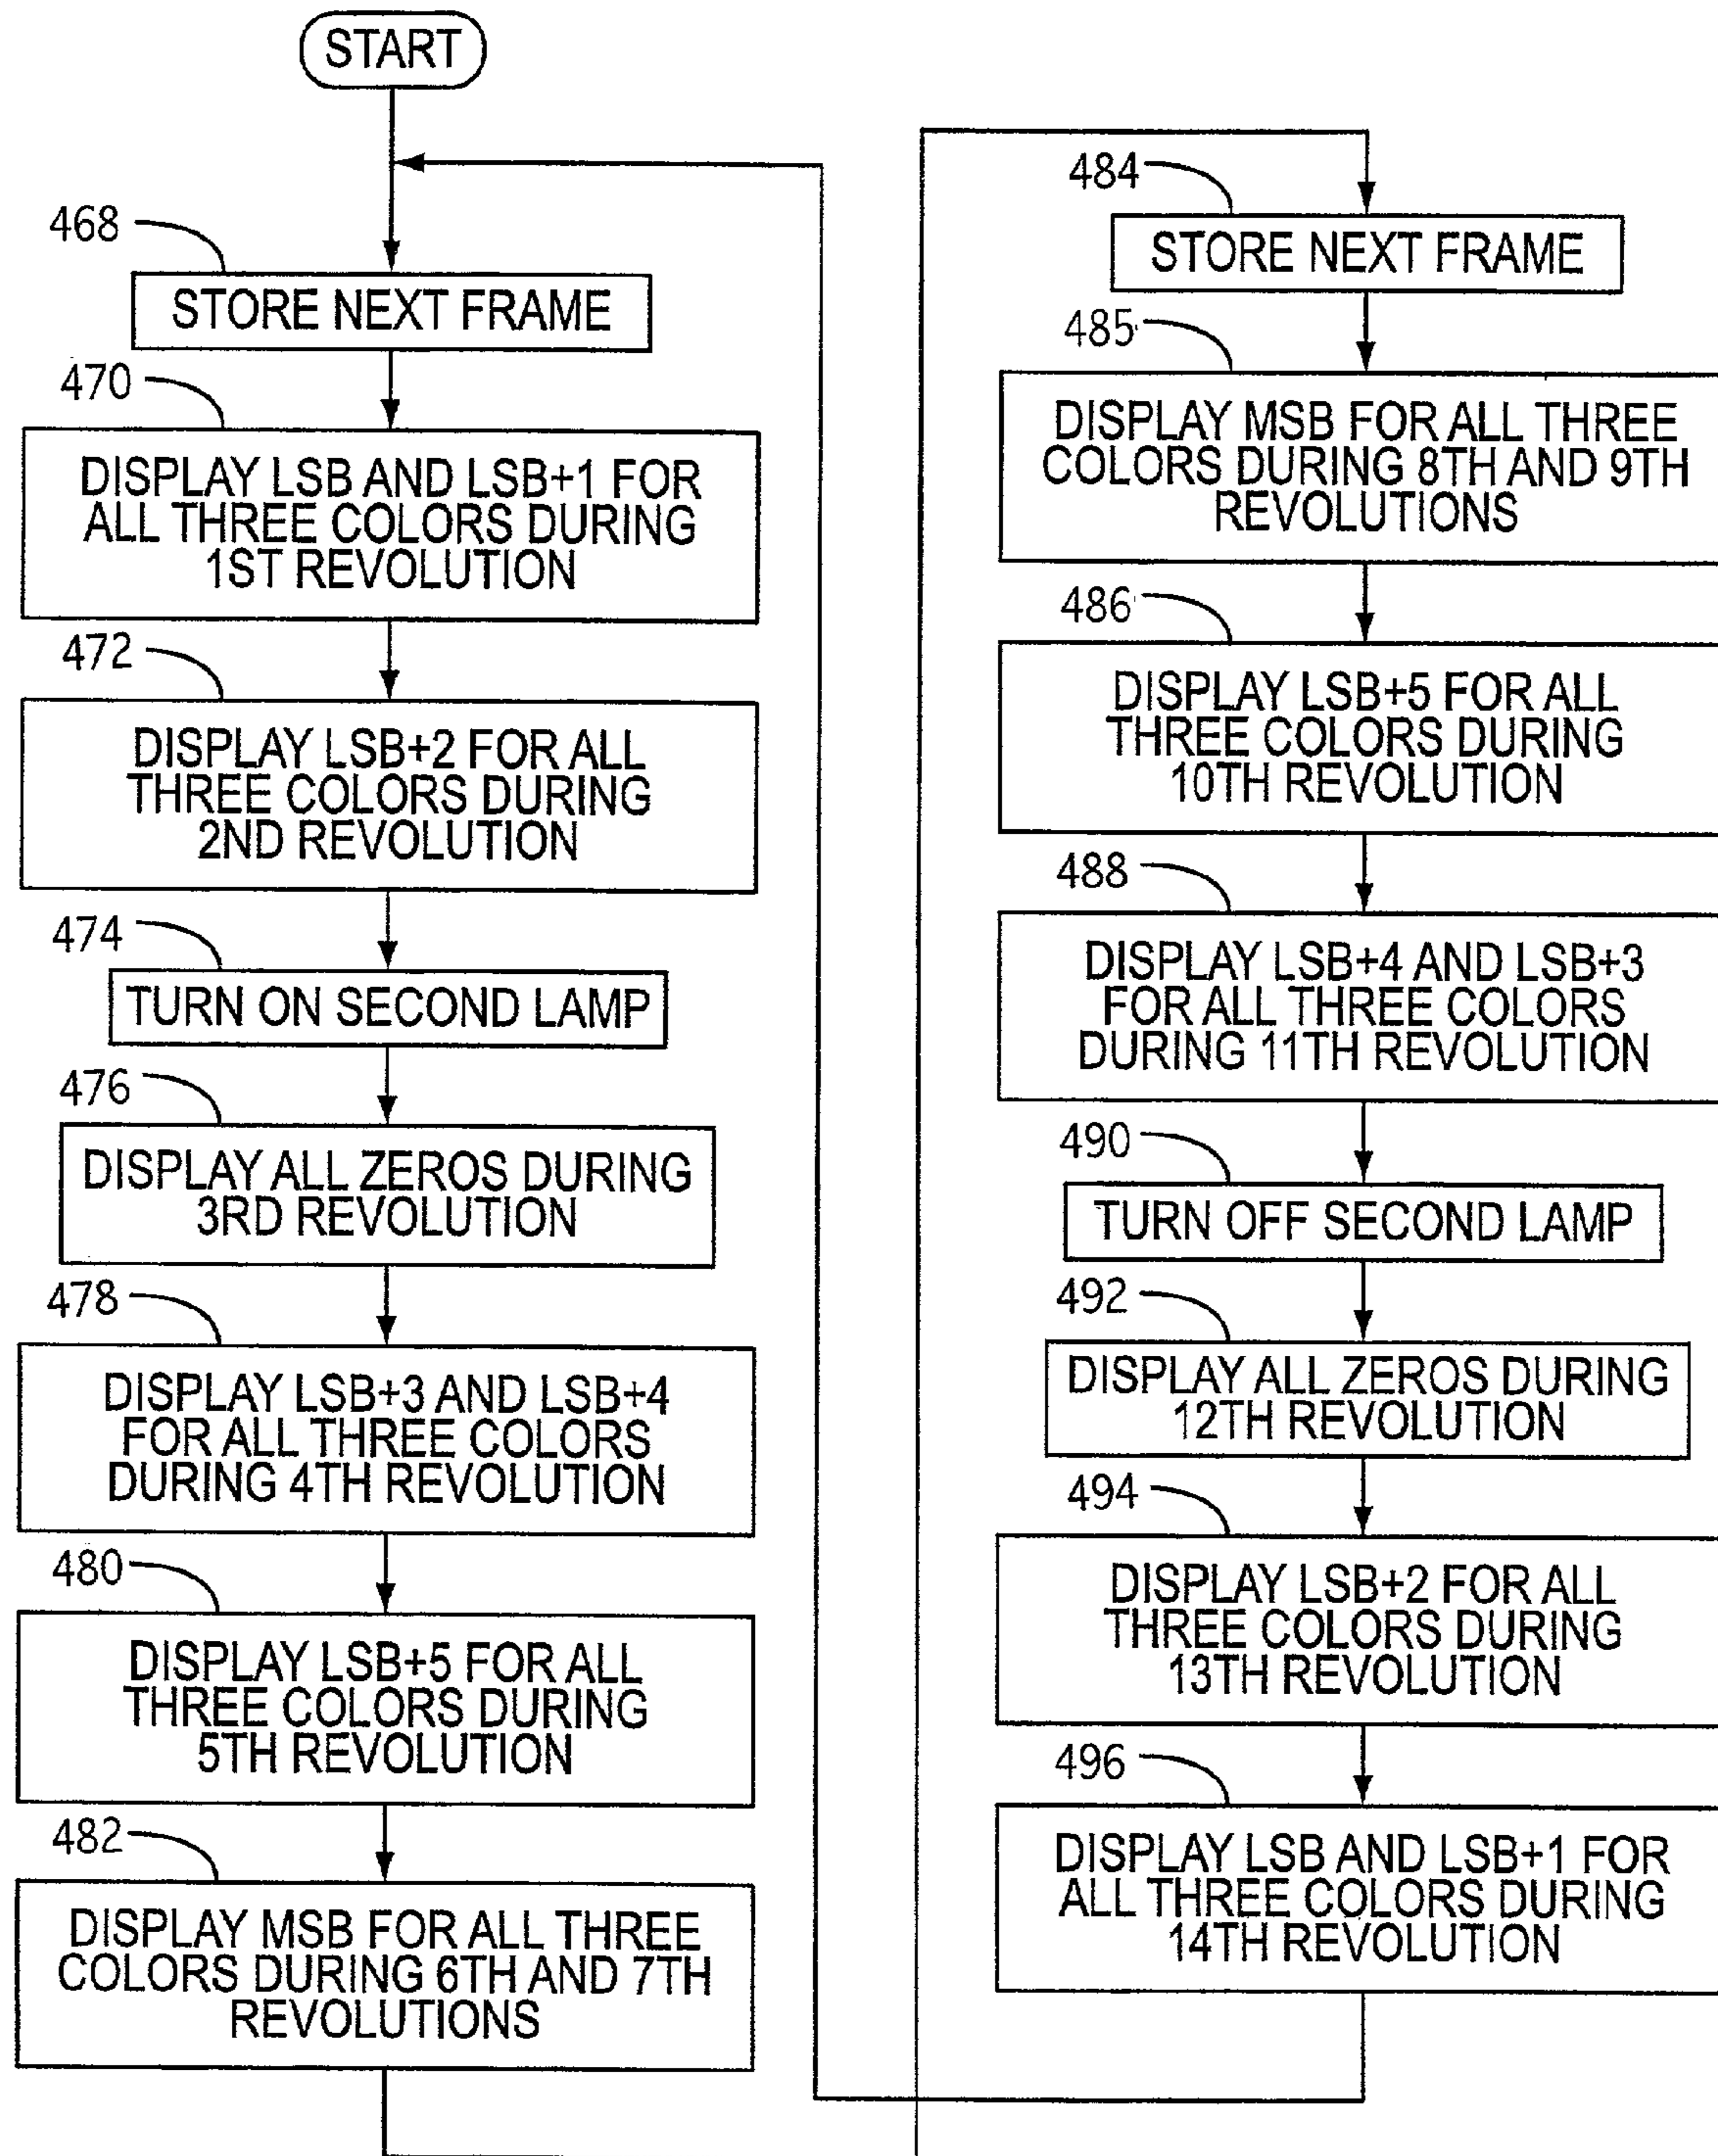 START
468
STORE NEXT FRAME
470
DISPLAY LSB AND LSB+1 FOR
ALL THREE COLORS DURING
1ST REVOLUTION
472
DISPLAY LSB+2 FOR ALL
THREE COLORS DURING
2ND REVOLUTION
474
TURN ON SECOND LAMP
476
DISPLAY ALL ZEROS DURING
3RD REVOLUTION
478
DISPLAY LSB+3 AND LSB+4
FOR ALL THREE COLORS
DURING 4TH REVOLUTION
480
DISPLAY LSB+5 FOR ALL
THREE COLORS DURING
5TH REVOLUTION
482
DISPLAY MSB FOR ALL THREE
COLORS DURING 6TH AND 7TH
REVOLUTIONS
484
STORE NEXT FRAME
485
DISPLAY MSB FOR ALL THREE
COLORS DURING 8TH AND 9TH
REVOLUTIONS
486
DISPLAY LSB+5 FOR ALL
THREE COLORS DURING
10TH REVOLUTION
488
DISPLAY LSB+4 AND LSB+3
FOR ALL THREE COLORS
DURING 11TH REVOLUTION
490
TURN OFF SECOND LAMP
492
DISPLAY ALL ZEROS DURING
12TH REVOLUTION
494
DISPLAY LSB+2 FOR ALL
THREE COLORS DURING
13TH REVOLUTION
496
DISPLAY LSB AND LSB+1 FOR
ALL THREE COLORS DURING
14TH REVOLUTION